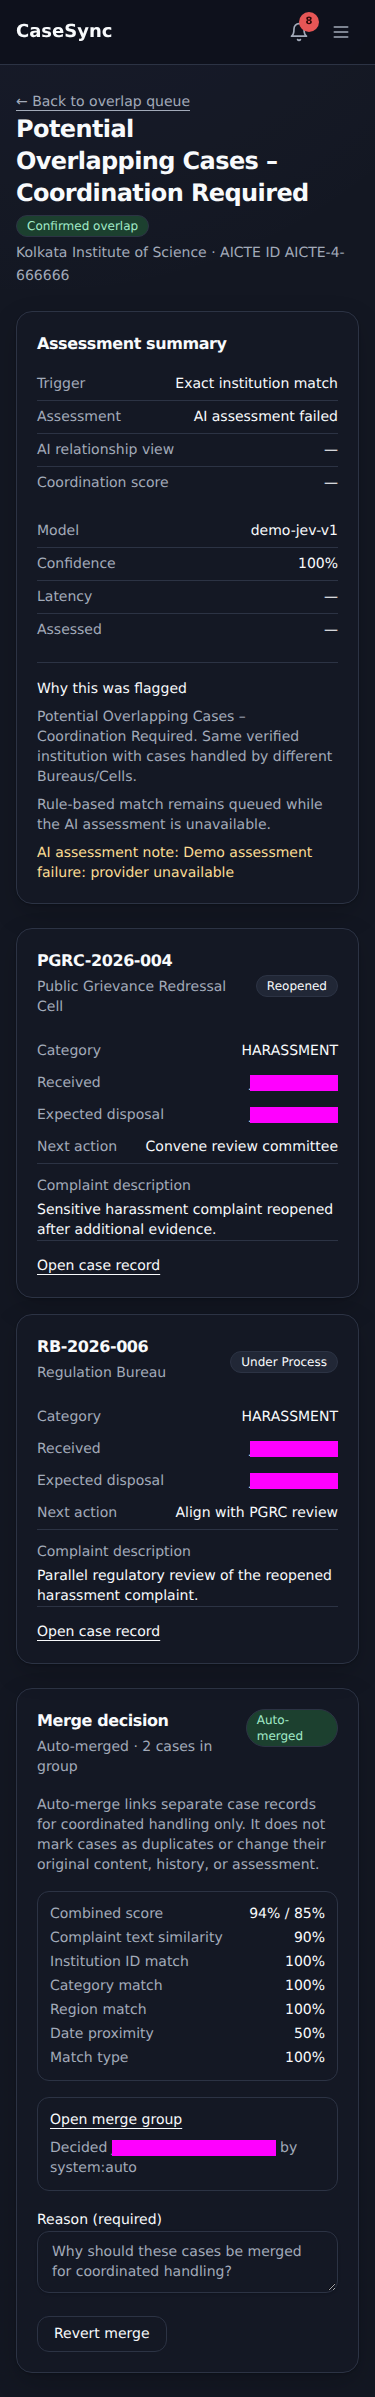 CaseSync
8
← Back to overlap queue
Potential
Overlapping Cases –
Coordination Required
Confirmed overlap
Kolkata Institute of Science · AICTE ID AICTE-4-
666666
Assessment summary
Trigger Exact institution match
Assessment AI assessment failed
AI relationship view —
Coordination score —
Model demo-jev-v1
Confidence 100%
Latency —
Assessed —
Why this was flagged
Potential Overlapping Cases –
Coordination Required. Same verified
institution with cases handled by different
Bureaus/Cells.
Rule-based match remains queued while
the AI assessment is unavailable.
AI assessment note: Demo assessment
failure: provider unavailable
PGRC-2026-004
Public Grievance Redressal
Cell
Reopened
Category HARASSMENT
Received
Expected disposal
Next action Convene review committee
Complaint description
Sensitive harassment complaint reopened
after additional evidence.
Open case record
RB-2026-006
Regulation Bureau
Under Process
Category HARASSMENT
Received
Expected disposal
Next action Align with PGRC review
Complaint description
Parallel regulatory review of the reopened
harassment complaint.
Open case record
Merge decision
Auto-merged · 2 cases in
group
Auto-
merged
Auto-merge links separate case records
for coordinated handling only. It does not
mark cases as duplicates or change their
original content, history, or assessment.
Combined score 94% / 85%
Complaint text similarity 90%
Institution ID match 100%
Category match 100%
Region match 100%
Date proximity 50%
Match type 100%
Open merge group
Decided by
system:auto
Reason (required)
Why should these cases be merged
for coordinated handling?
Revert merge